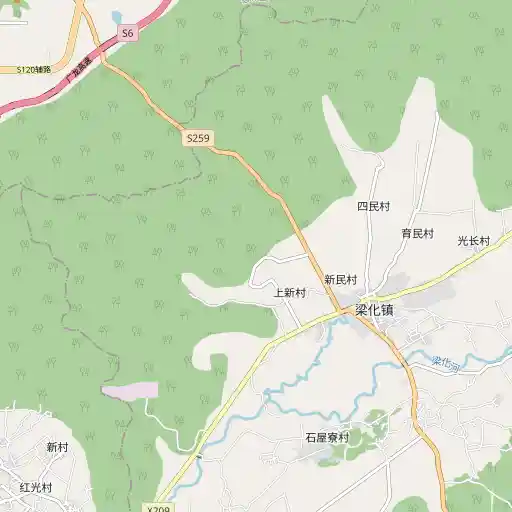 S6
S120辅路
广龙高速
S259
四民村
育民村
光长村
新民村
上新村
梁化镇
梁化河
石屋寮村
新村
红光村
X209